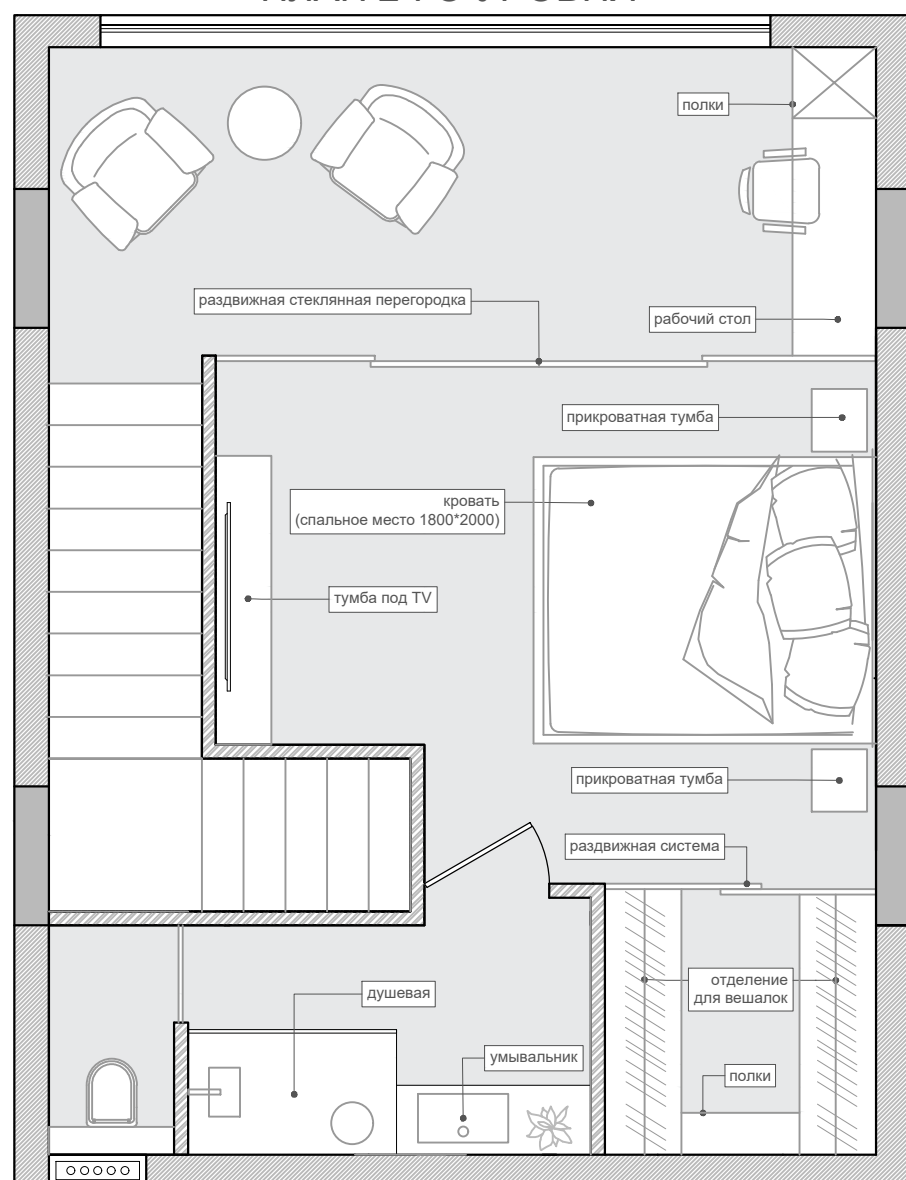 полки
раздвижная стеклянная перегородка
рабочий стол
прикроватная тумба
кровать
(спальное место 1800*2000)
тумба под TV
прикроватная тумба
раздвижная система
отделение
для вешалок
душевая
умывальник
полки